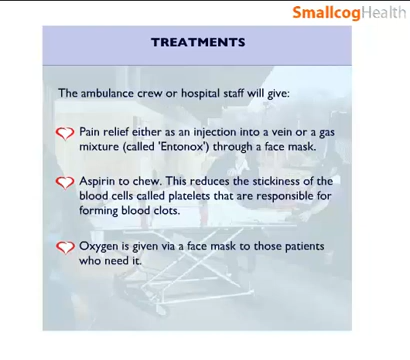 SmallcogHealth
TREATMENTS
The ambulance crew or hospital staff will give:
Pain relief either as an injection into a vein or a gas
mixture (called 'Entonox') through a face mask.
Aspirin to chew. This reduces the stickiness of the
blood cells called platelets that are responsible for
forming blood clots.
Oxygen is given via a face mask to those patients
who need it.